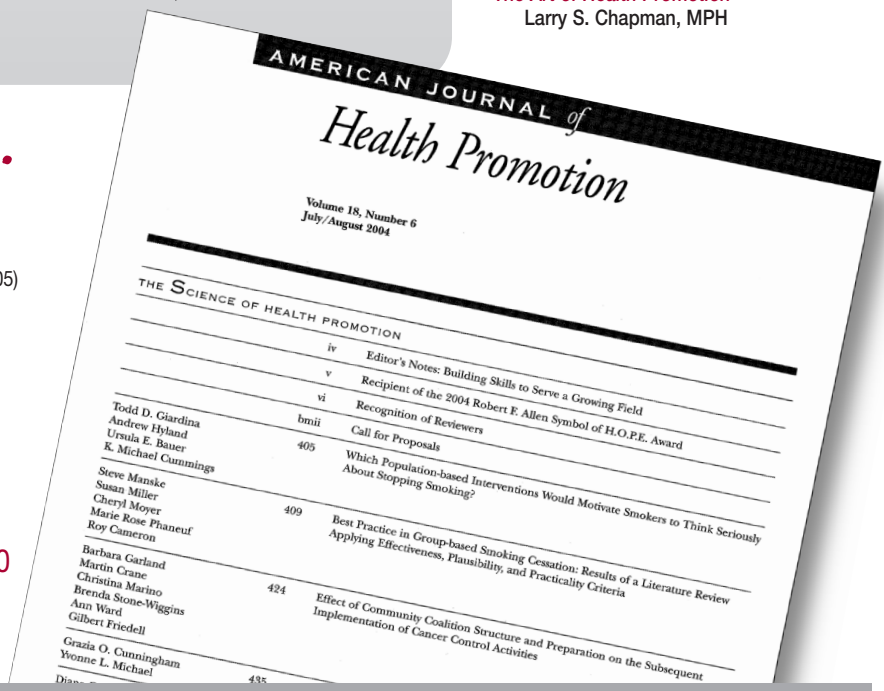 Larry S. Chapman, MPH
AMERICAN JOURNAL of
Health Promotion
Volume 18, Number 6
July/August 2004
THE SCIENCE OF HEALTH PROMOTION
iv Editor's Notes: Building Skills to Serve a Growing Field
v Recipient of the 2004 Robert F. Allen Symbol of H.O.P.E. Award
vi Recognition of Reviewers
bmii Call for Proposals
Todd D. Giardina
Andrew Hyland
Ursula E. Bauer
K. Michael Cummings
405 Which Population-based Interventions Would Motivate Smokers to Think Seriously
About Stopping Smoking?
Steve Manske
Susan Miller
Cheryl Moyer
Marie Rose Phaneuf
Roy Cameron
409 Best Practice in Group-based Smoking Cessation: Results of a Literature Review
Applying Effectiveness, Plausibility, and Practicality Criteria
Barbara Garland
Martin Crane
Christina Marino
Brenda Stone-Wiggins
Ann Ward
Gilbert Friedell
424 Effect of Community Coalition Structure and Preparation on the Subsequent
Implementation of Cancer Control Activities
Grazia O. Cunningham
Yvonne L. Michael
435
05)
0